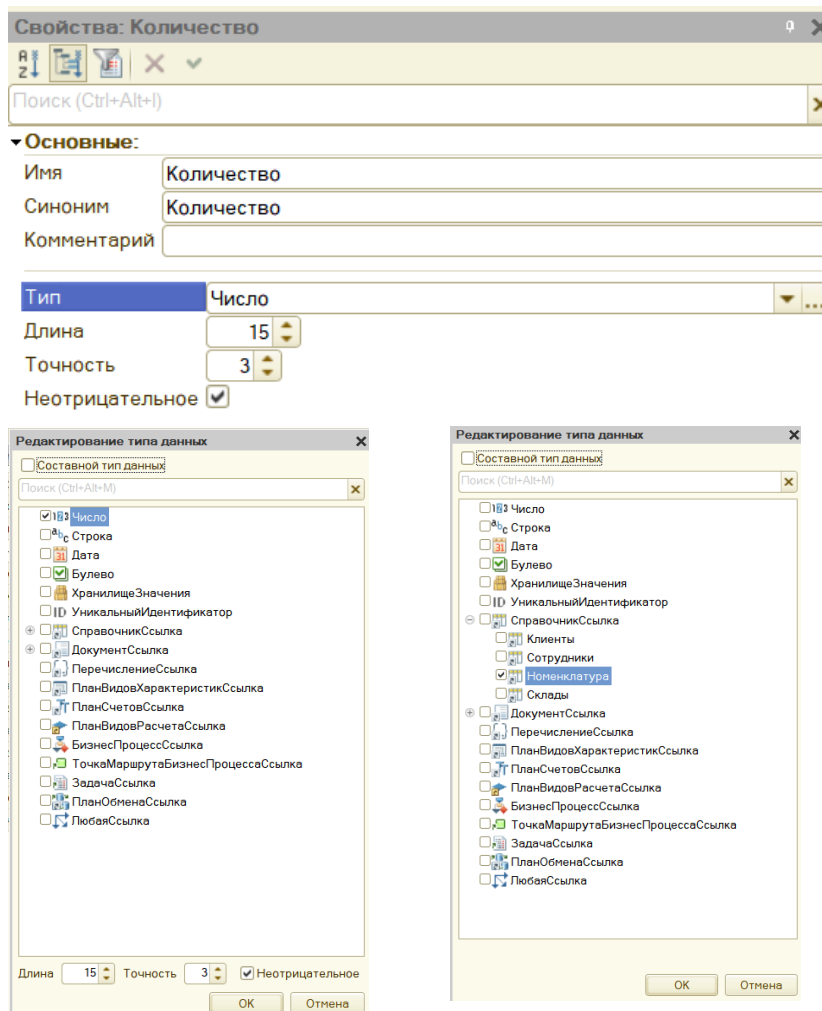 Свойства: Количество
Поиск (Ctrl+Alt+I)
Основные:
Имя Количество
Синоним Количество
Комментарий
Тип Число
Длина 15
Точность 3
Неотрицательное
Редактирование типа данных
Составной тип данных
Поиск (Ctrl+Alt+M)
Число
Строка
Дата
Булево
ХранилищеЗначения
УникальныйИдентификатор
СправочникСсылка
ДокументСсылка
ПеречислениеСсылка
ПланВидовХарактеристикСсылка
ПланСчетовСсылка
ПланВидовРасчетаСсылка
БизнесПроцессСсылка
ТочкаМаршрутаБизнесПроцессаСсылка
ЗадачаСсылка
ПланОбменаСсылка
ЛюбаяСсылка
Длина 15 Точность 3 Неотрицательное
ОК Отмена
Редактирование типа данных
Составной тип данных
Поиск (Ctrl+Alt+M)
Число
Строка
Дата
Булево
ХранилищеЗначения
УникальныйИдентификатор
СправочникСсылка
Клиенты
Сотрудники
Номенклатура
Склады
ДокументСсылка
ПеречислениеСсылка
ПланВидовХарактеристикСсылка
ПланСчетовСсылка
ПланВидовРасчетаСсылка
БизнесПроцессСсылка
ТочкаМаршрутаБизнесПроцессаСсылка
ЗадачаСсылка
ПланОбменаСсылка
ЛюбаяСсылка
ОК Отмена